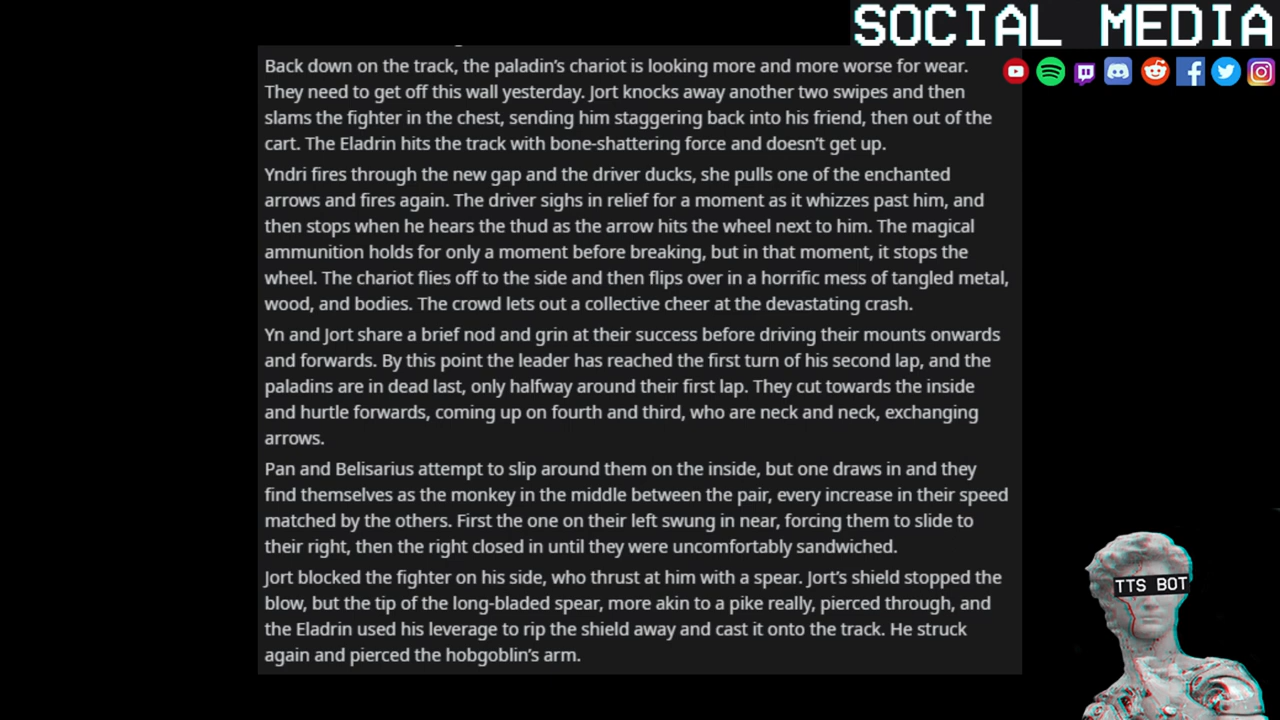 SOCIAL MEDIA
Back down on the track, the paladin's chariot is looking more and more worse for wear.
They need to get off this wall yesterday. Jort knocks away another two swipes and then
slams the fighter in the chest, sending him staggering back into his friend, then out of the
cart. The Eladrin hits the track with bone-shattering force and doesn't get up.
Yndri fires through the new gap and the driver ducks, she pulls one of the enchanted
arrows and fires again. The driver sighs in relief for a moment as it whizzes past him, and
then stops when he hears the thud as the arrow hits the wheel next to him. The magical
ammunition holds for only a moment before breaking, but in that moment, it stops the
wheel. The chariot flies off to the side and then flips over in a horrific mess of tangled metal,
wood, and bodies. The crowd lets out a collective cheer at the devastating crash.
Yn and Jort share a brief nod and grin at their success before driving their mounts onwards
and forwards. By this point the leader has reached the first turn of his second lap, and the
paladins are in dead last, only halfway around their first lap. They cut towards the inside
and hurtle forwards, coming up on fourth and third, who are neck and neck, exchanging
arrows.
Pan and Belisarius attempt to slip around them on the inside, but one draws in and they
find themselves as the monkey in the middle between the pair, every increase in their speed
matched by the others. First the one on their left swung in near, forcing them to slide to
their right, then the right closed in until they were uncomfortably sandwiched.
Jort blocked the fighter on his side, who thrust at him with a spear. Jort's shield stopped the
blow, but the tip of the long-bladed spear, more akin to a pike really, pierced through, and
the Eladrin used his leverage to rip the shield away and cast it onto the track. He struck
again and pierced the hobgoblin's arm.
TTS BOT